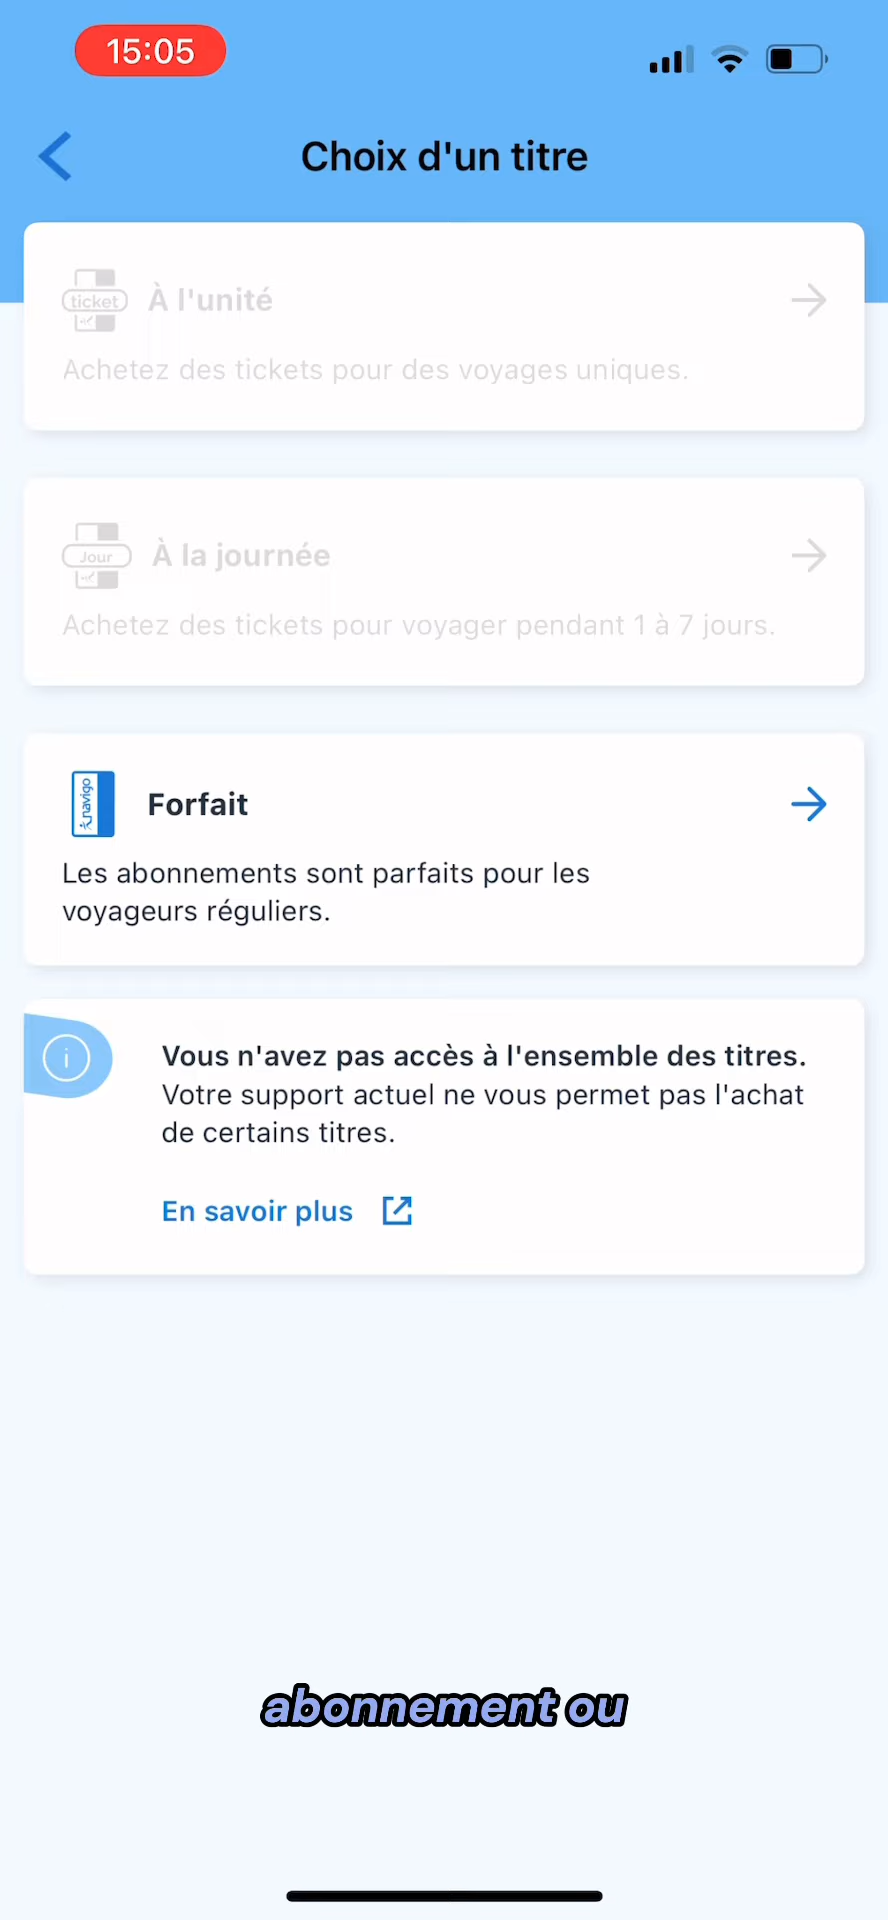 15:05
Choix d'un titre
ticket
À l'unité
Achetez des tickets pour des voyages uniques.
Jour
À la journée
Achetez des tickets pour voyager pendant 1 à 7 jours.
navigo
Forfait
Les abonnements sont parfaits pour les
voyageurs réguliers.
Vous n'avez pas accès à l'ensemble des titres.
Votre support actuel ne vous permet pas l'achat
de certains titres.
En savoir plus
abonnement ou